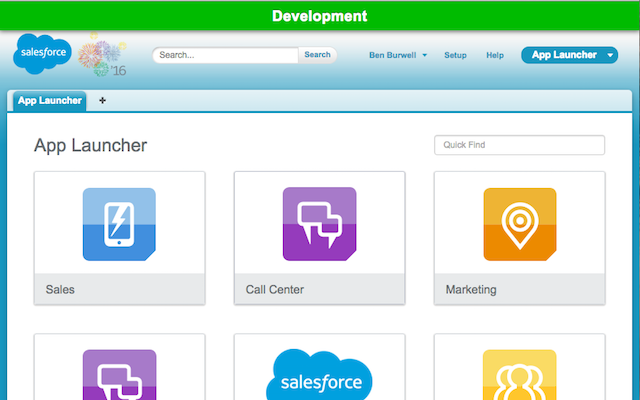 Development
salesforce
'16
Search...
Search
Ben Burwell
Setup
Help
App Launcher
App Launcher
+
App Launcher
Quick Find
Sales
Call Center
Marketing
salesforce